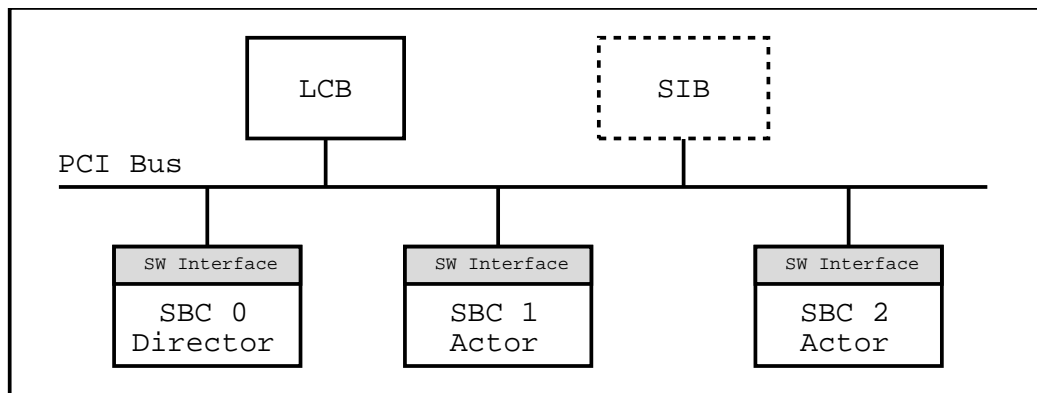 LCB
SIB
PCI Bus
SW Interface
SW Interface
SW Interface
SBC 0
Director
SBC 1
Actor
SBC 2
Actor